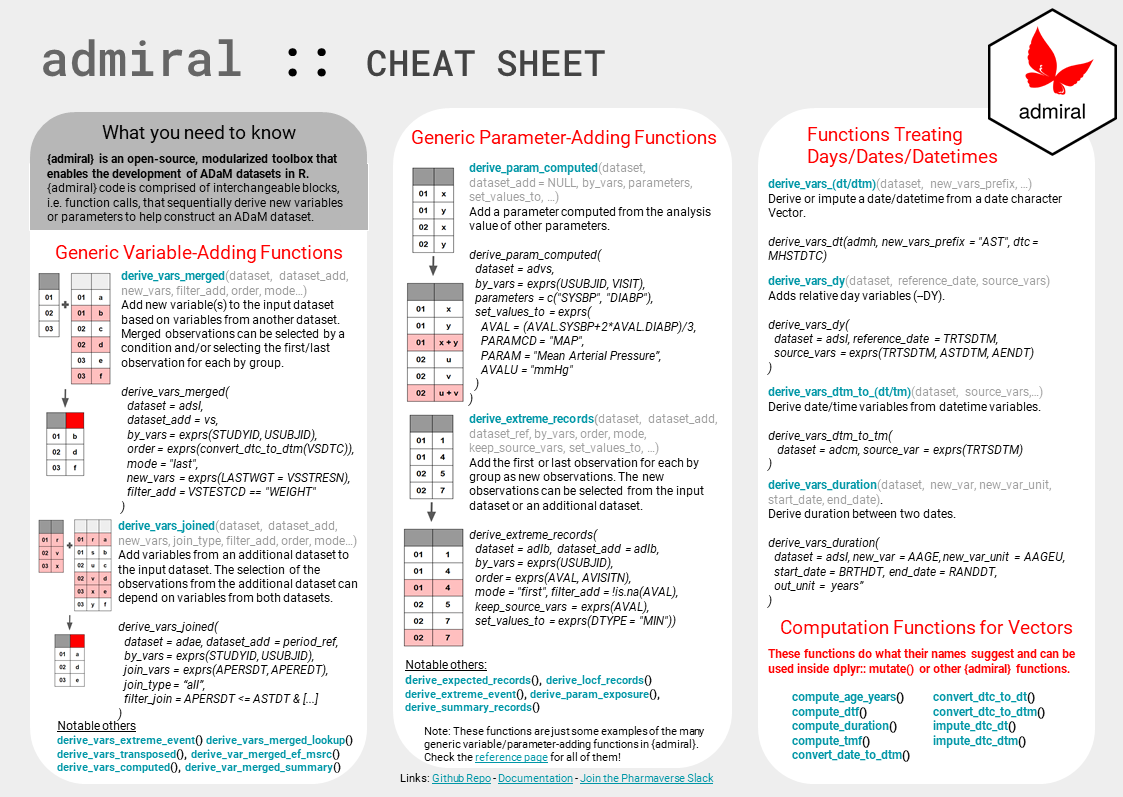 admiral :: CHEAT SHEET
admiral
What you need to know
{admiral} is an open-source, modularized toolbox that
enables the development of ADaM datasets in R.
{admiral} code is comprised of interchangeable blocks,
i.e. function calls, that sequentially derive new variables
or parameters to help construct an ADaM dataset.
Generic Variable-Adding Functions
01
02
03
+
01 a
01 b
02 c
02 d
03 e
03 f
01 b
02 d
03 f
derive_vars_merged(dataset, dataset_add,
new_vars, filter_add, order, mode…)
Add new variable(s) to the input dataset
based on variables from another dataset.
Merged observations can be selected by a
condition and/or selecting the first/last
observation for each by group.
derive_vars_merged(
dataset = adsl,
dataset_add = vs,
by_vars = exprs(STUDYID, USUBJID),
order = exprs(convert_dtc_to_dtm(VSDTC)),
mode = "last",
new_vars = exprs(LASTWGT = VSSTRESN),
filter_add = VSTESTCD == "WEIGHT"
)
01 r
02 v
03 x
+
01 r a
01 s b
02 u c
02 v d
03 x e
03 y f
01 a
02 d
03 e
derive_vars_joined(dataset, dataset_add,
new_vars, join_type, filter_add, order, mode…)
Add variables from an additional dataset to
the input dataset. The selection of the
observations from the additional dataset can
depend on variables from both datasets.
derive_vars_joined(
dataset = adae, dataset_add = period_ref,
by_vars = exprs(STUDYID, USUBJID),
join_vars = exprs(APERSDT, APEREDT),
join_type = “all”,
filter_join = APERSDT <= ASTDT & [...]
)
Notable others
derive_vars_extreme_event() derive_vars_merged_lookup()
derive_vars_transposed(), derive_var_merged_ef_msrc()
derive_vars_computed(), derive_var_merged_summary()
Generic Parameter-Adding Functions
01 x
01 y
02 x
02 y
01 x
01 y
01 x + y
02 u
02 v
02 u + v
derive_param_computed(dataset,
dataset_add = NULL, by_vars, parameters,
set_values_to, …)
Add a parameter computed from the analysis
value of other parameters.
derive_param_computed(
dataset = advs,
by_vars = exprs(USUBJID, VISIT),
parameters = c("SYSBP", "DIABP"),
set_values_to = exprs(
AVAL = (AVAL.SYSBP+2*AVAL.DIABP)/3,
PARAMCD = "MAP",
PARAM = "Mean Arterial Pressure",
AVALU = "mmHg"
)
)
01 1
01 4
02 5
02 7
01 1
01 4
01 4
02 5
02 7
02 7
derive_extreme_records(dataset, dataset_add,
dataset_ref, by_vars, order, mode,
keep_source_vars, set_values_to, …)
Add the first or last observation for each by
group as new observations. The new
observations can be selected from the input
dataset or an additional dataset.
derive_extreme_records(
dataset = adlb, dataset_add = adlb,
by_vars = exprs(USUBJID),
order = exprs(AVAL, AVISITN),
mode = "first", filter_add = !is.na(AVAL),
keep_source_vars = exprs(AVAL),
set_values_to = exprs(DTYPE = "MIN"))
Notable others:
derive_expected_records(), derive_locf_records()
derive_extreme_event(), derive_param_exposure(),
derive_summary_records()
Note: These functions are just some examples of the many
generic variable/parameter-adding functions in {admiral}.
Check the reference page for all of them!
Links: Github Repo - Documentation - Join the Pharmaverse Slack
Functions Treating
Days/Dates/Datetimes
derive_vars_(dt/dtm)(dataset, new_vars_prefix, …)
Derive or impute a date/datetime from a date character
Vector.
derive_vars_dt(admh, new_vars_prefix = "AST", dtc =
MHSTDTC)
derive_vars_dy(dataset, reference_date, source_vars)
Adds relative day variables (–DY).
derive_vars_dy(
dataset = adsl, reference_date = TRTSDTM,
source_vars = exprs(TRTSDTM, ASTDTM, AENDT)
)
derive_vars_dtm_to_(dt/tm)(dataset, source_vars,…)
Derive date/time variables from datetime variables.
derive_vars_dtm_to_tm(
dataset = adcm, source_var = exprs(TRTSDTM)
)
derive_vars_duration(dataset, new_var, new_var_unit,
start_date, end_date).
Derive duration between two dates.
derive_vars_duration(
dataset = adsl, new_var = AAGE, new_var_unit = AAGEU,
start_date = BRTHDT, end_date = RANDDT,
out_unit = years”
)
Computation Functions for Vectors
These functions do what their names suggest and can be
used inside dplyr:: mutate() or other {admiral} functions.
compute_age_years() convert_dtc_to_dt()
compute_dtf() convert_dtc_to_dtm()
compute_duration() impute_dtc_dt()
compute_tmf() impute_dtc_dtm()
convert_date_to_dtm()